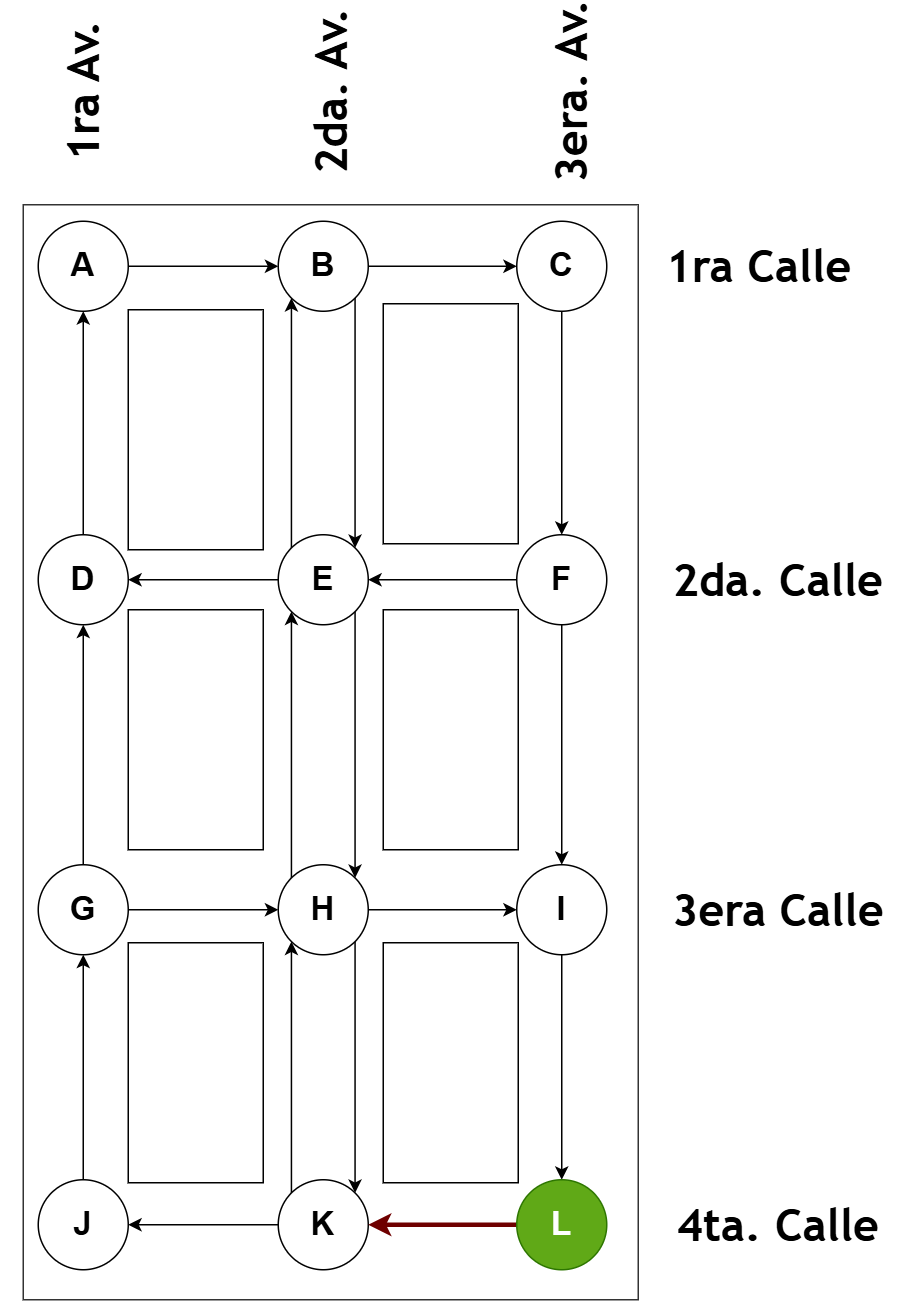 1ra Av.
2da. Av.
3era. Av.
A
B
C
1ra Calle
D
E
F
2da. Calle
G
H
I
3era Calle
J
K
L
4ta. Calle